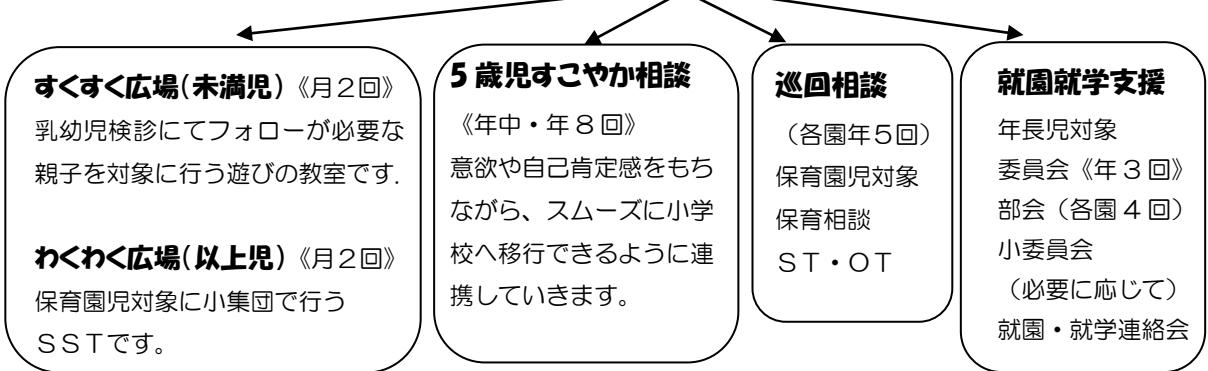 すくすく広場(未満児)《月2回》
乳幼児検診にてフォローが必要な
親子を対象に行う遊びの教室です.
わくわく広場(以上児)《月2回》
保育園児対象に小集団で行う
SSTです。
5歳児すこやか相談
《年中・年8回》
意欲や自己肯定感をもち
ながら、スムーズに小学
校へ移行できるように連
携していきます。
巡回相談
(各園年5回)
保育園児対象
保育相談
ST・OT
就園就学支援
年長児対象
委員会《年3回》
部会(各園4回)
小委員会
(必要に応じて)
就園・就学連絡会